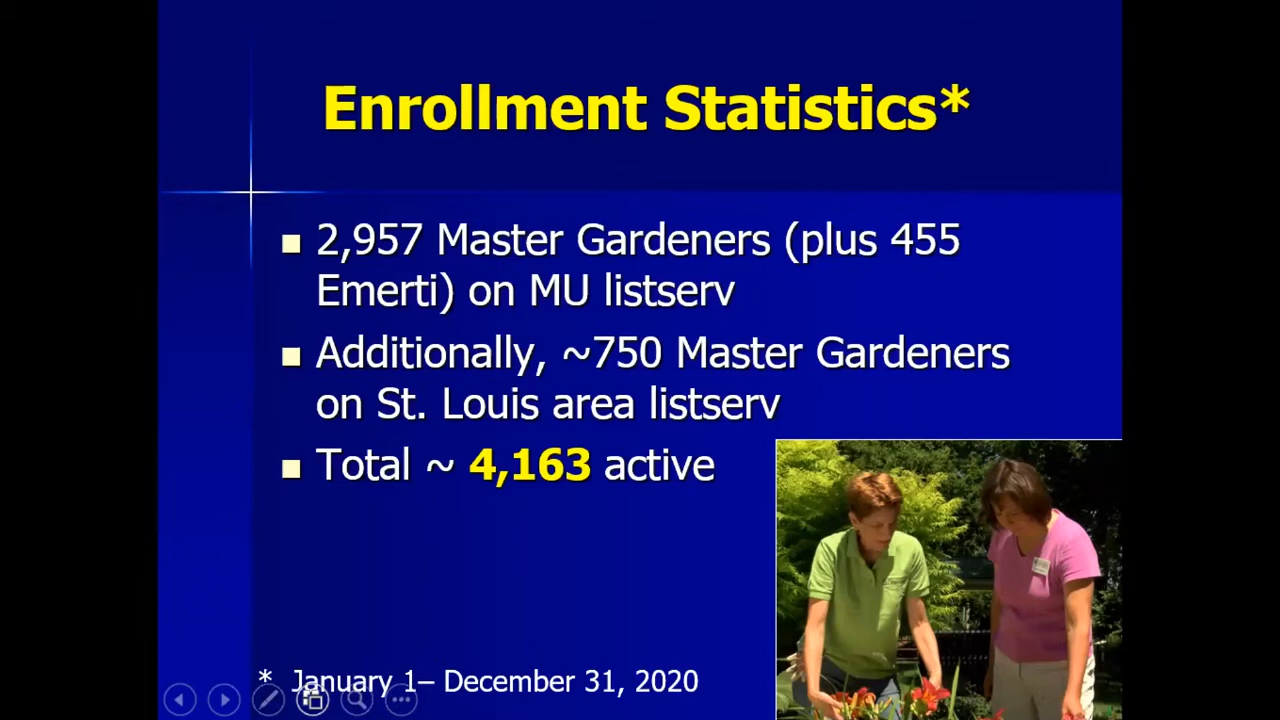 Enrollment Statistics*
2,957 Master Gardeners (plus 455
Emerti) on MU listserv
Additionally, ~750 Master Gardeners
on St. Louis area listserv
Total ~ 4,163 active
* January 1– December 31, 2020